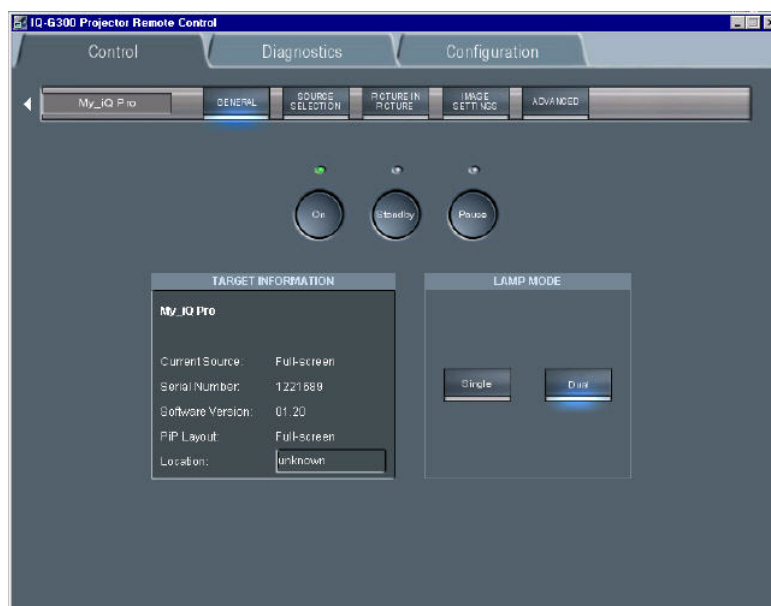 IQ-G300 Projector Remote Control
Control Diagnostics Configuration
My_iQ Pro GENERAL SOURCE SELECTION PICTURE IN PICTURE IMAGE SETTINGS ADVANCED
On Standby Pause
TARGET INFORMATION
My_iQ Pro
Current Source: Full-screen
Serial Number: 1221689
Software Version: 01.20
PiP Layout: Full-screen
Location: unknown
LAMP MODE
Single Dual